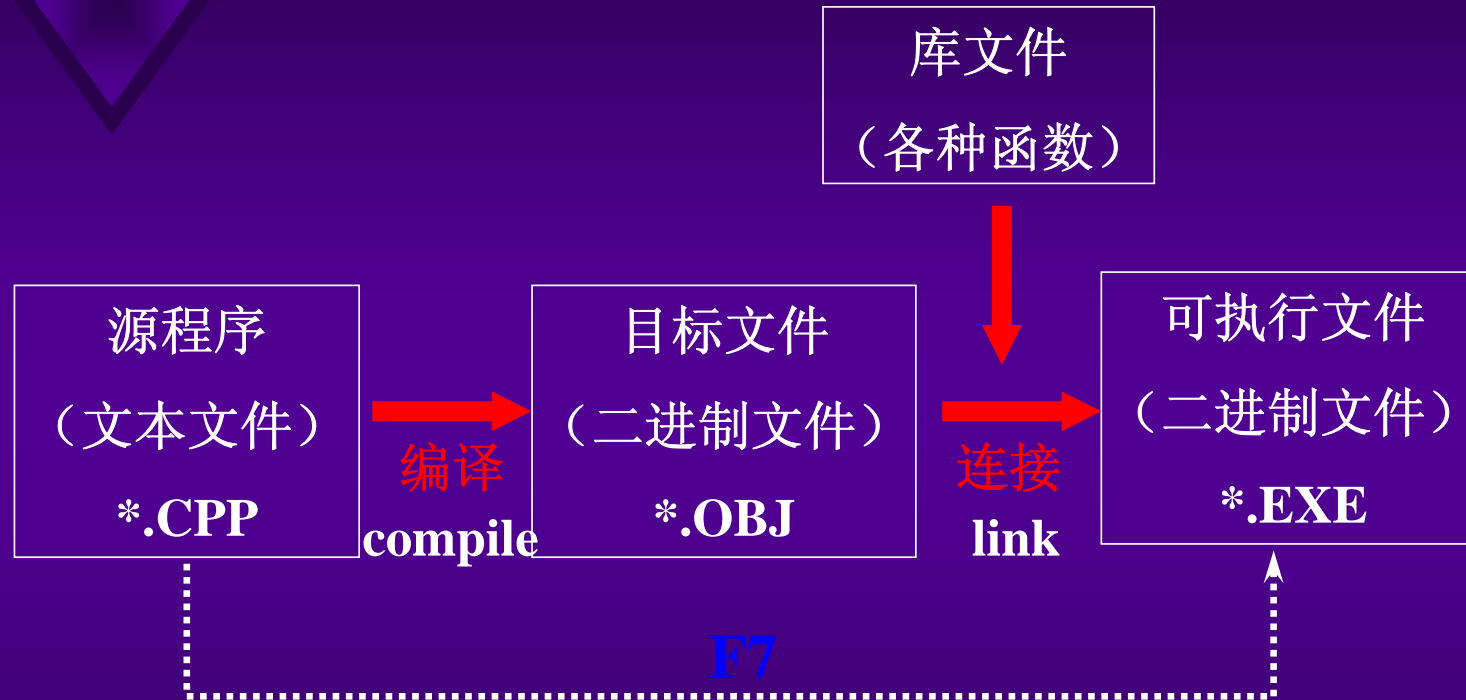 库文件
（各种函数）
源程序
（文本文件）
*.CPP
编译
compile
目标文件
（二进制文件）
*.OBJ
连接
link
可执行文件
（二进制文件）
*.EXE
F7